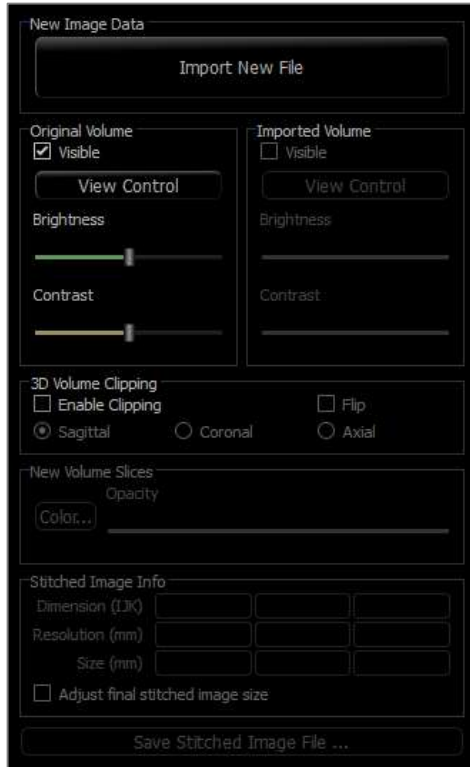 New Image Data
Import New File
Original Volume
Visible
View Control
Brightness
Contrast
Imported Volume
Visible
View Control
Brightness
Contrast
3D Volume Clipping
Enable Clipping
Flip
Sagittal
Coronal
Axial
New Volume Slices
Opacity
Color...
Stitched Image Info
Dimension (IJK)
Resolution (mm)
Size (mm)
Adjust final stitched image size
Save Stitched Image File ...